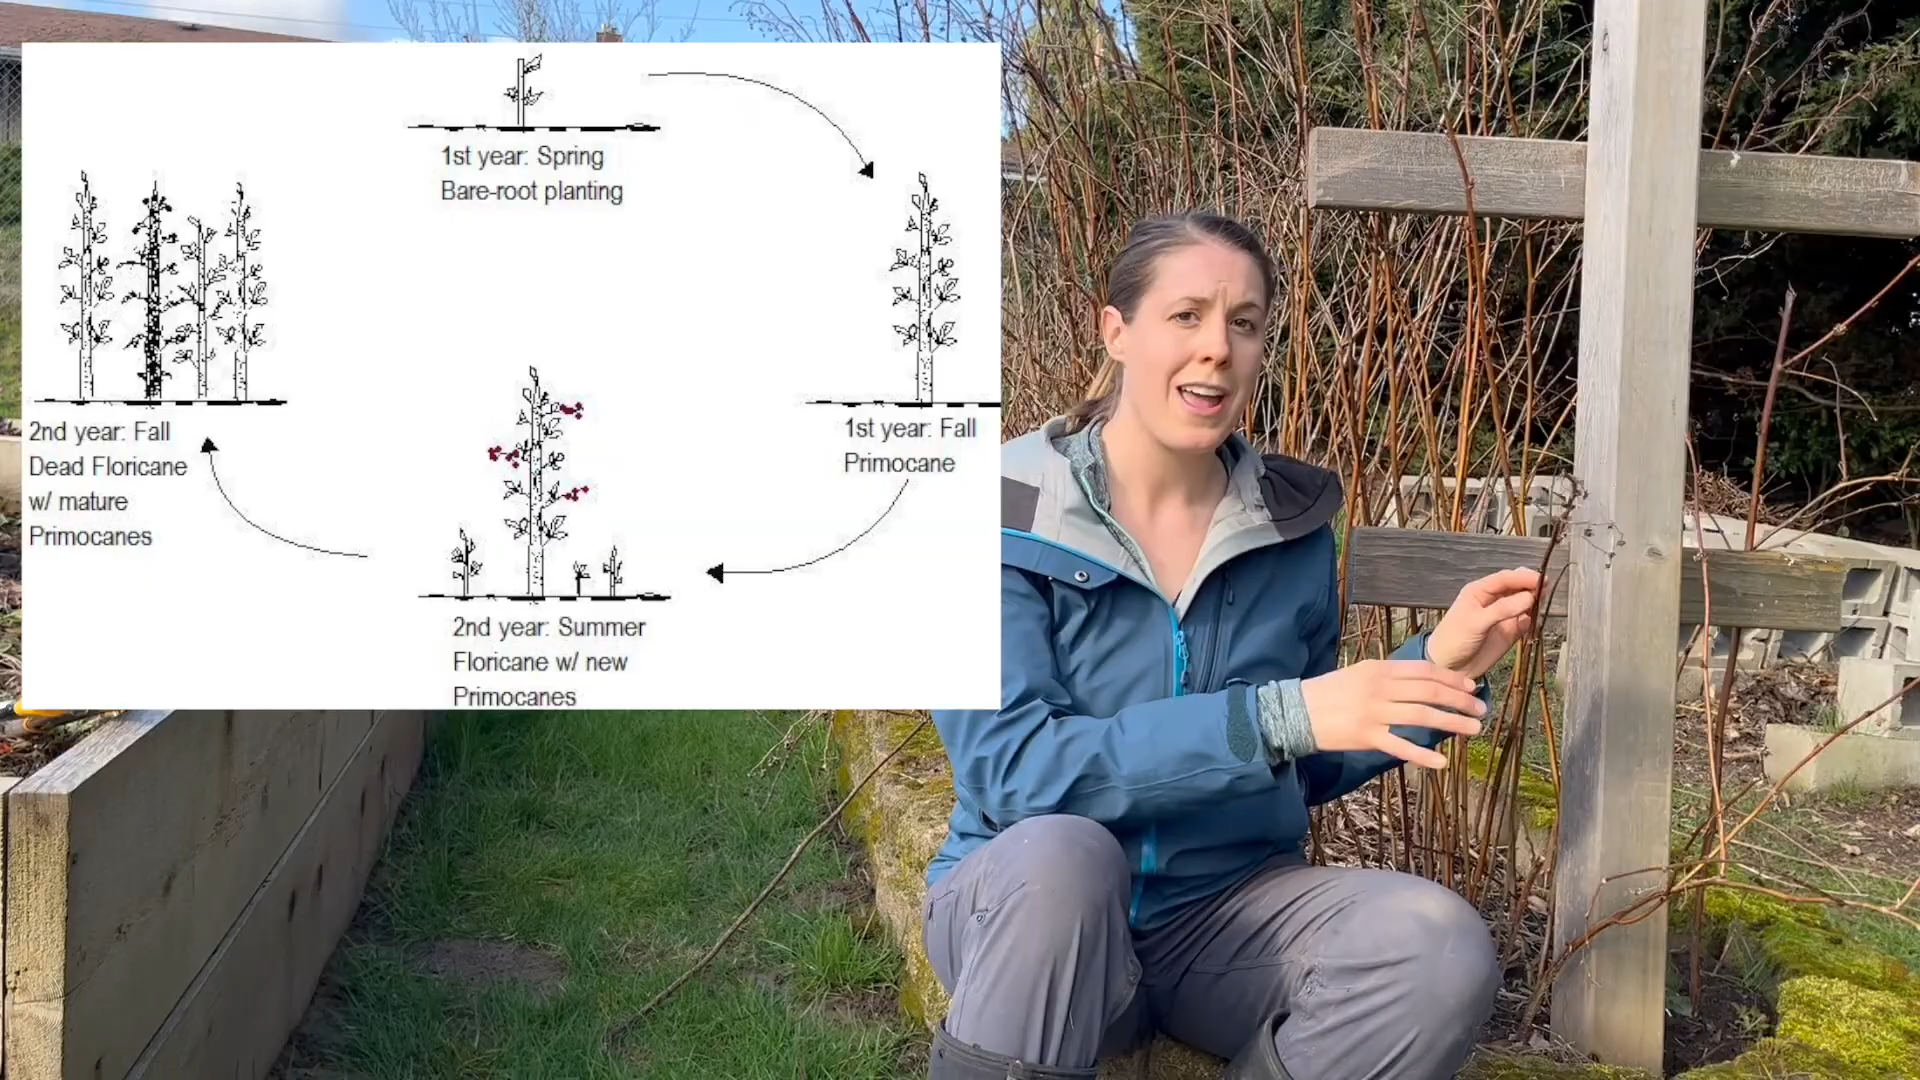 1st year: Spring
Bare-root planting
1st year: Fall
Primocane
2nd year: Summer
Floricane w/ new
Primocanes
2nd year: Fall
Dead Floricane
w/ mature
Primocanes